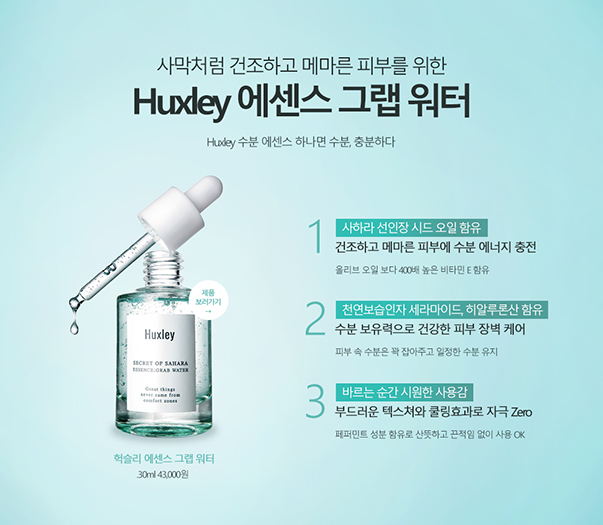 사막처럼 건조하고 메마른 피부를 위한
Huxley 에센스 그랩 워터
Huxley 수분 에센스 하나면 수분, 충분하다
제품
보러가기
→
Huxley
SECRET OF SAHARA
ESSENCE;GRAB WATER
Great things
never came from
comfort zones
헉슬리 에센스 그랩 워터
.30ml 43,000원
1 사하라 선인장 시드 오일 함유
건조하고 메마른 피부에 수분 에너지 충전
올리브 오일 보다 400배 높은 비타민 E 함유
2 천연보습인자 세라마이드, 히알루론산 함유
수분 보유력으로 건강한 피부 장벽 케어
피부 속 수분은 꽉 잡아주고 일정한 수분 유지
3 바르는 순간 시원한 사용감
부드러운 텍스처와 쿨링효과로 자극 Zero
페퍼민트 성분 함유로 산뜻하고 끈적임 없이 사용 OK